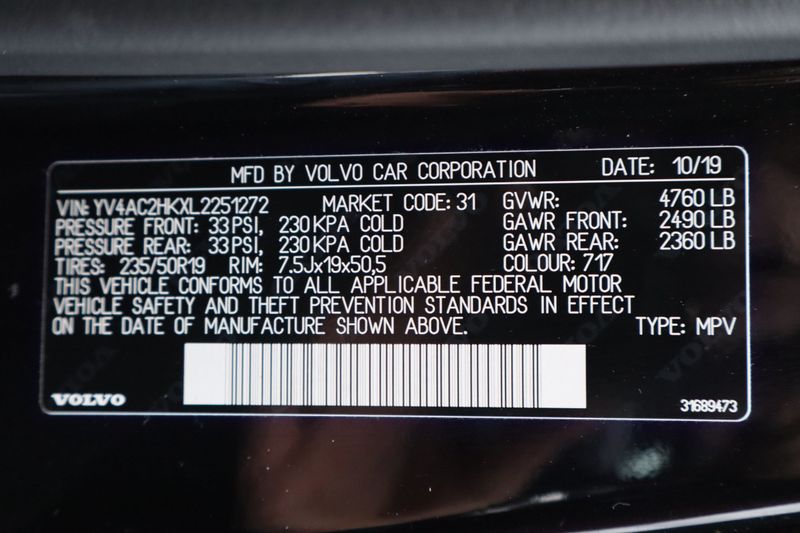 MFD BY VOLVO CAR CORPORATION DATE: 10/19
VIN: YV4AC2HKXL2251272 MARKET CODE: 31 GVWR: 4760 LB
PRESSURE FRONT: 33 PSI, 230 KPA COLD GAWR FRONT: 2490 LB
PRESSURE REAR: 33 PSI, 230 KPA COLD GAWR REAR: 2360 LB
TIRES: 235/50R19 RIM: 7.5Jx19x50,5 COLOUR: 717
THIS VEHICLE CONFORMS TO ALL APPLICABLE FEDERAL MOTOR
VEHICLE SAFETY AND THEFT PREVENTION STANDARDS IN EFFECT
ON THE DATE OF MANUFACTURE SHOWN ABOVE. TYPE: MPV
VOLVO 31689473